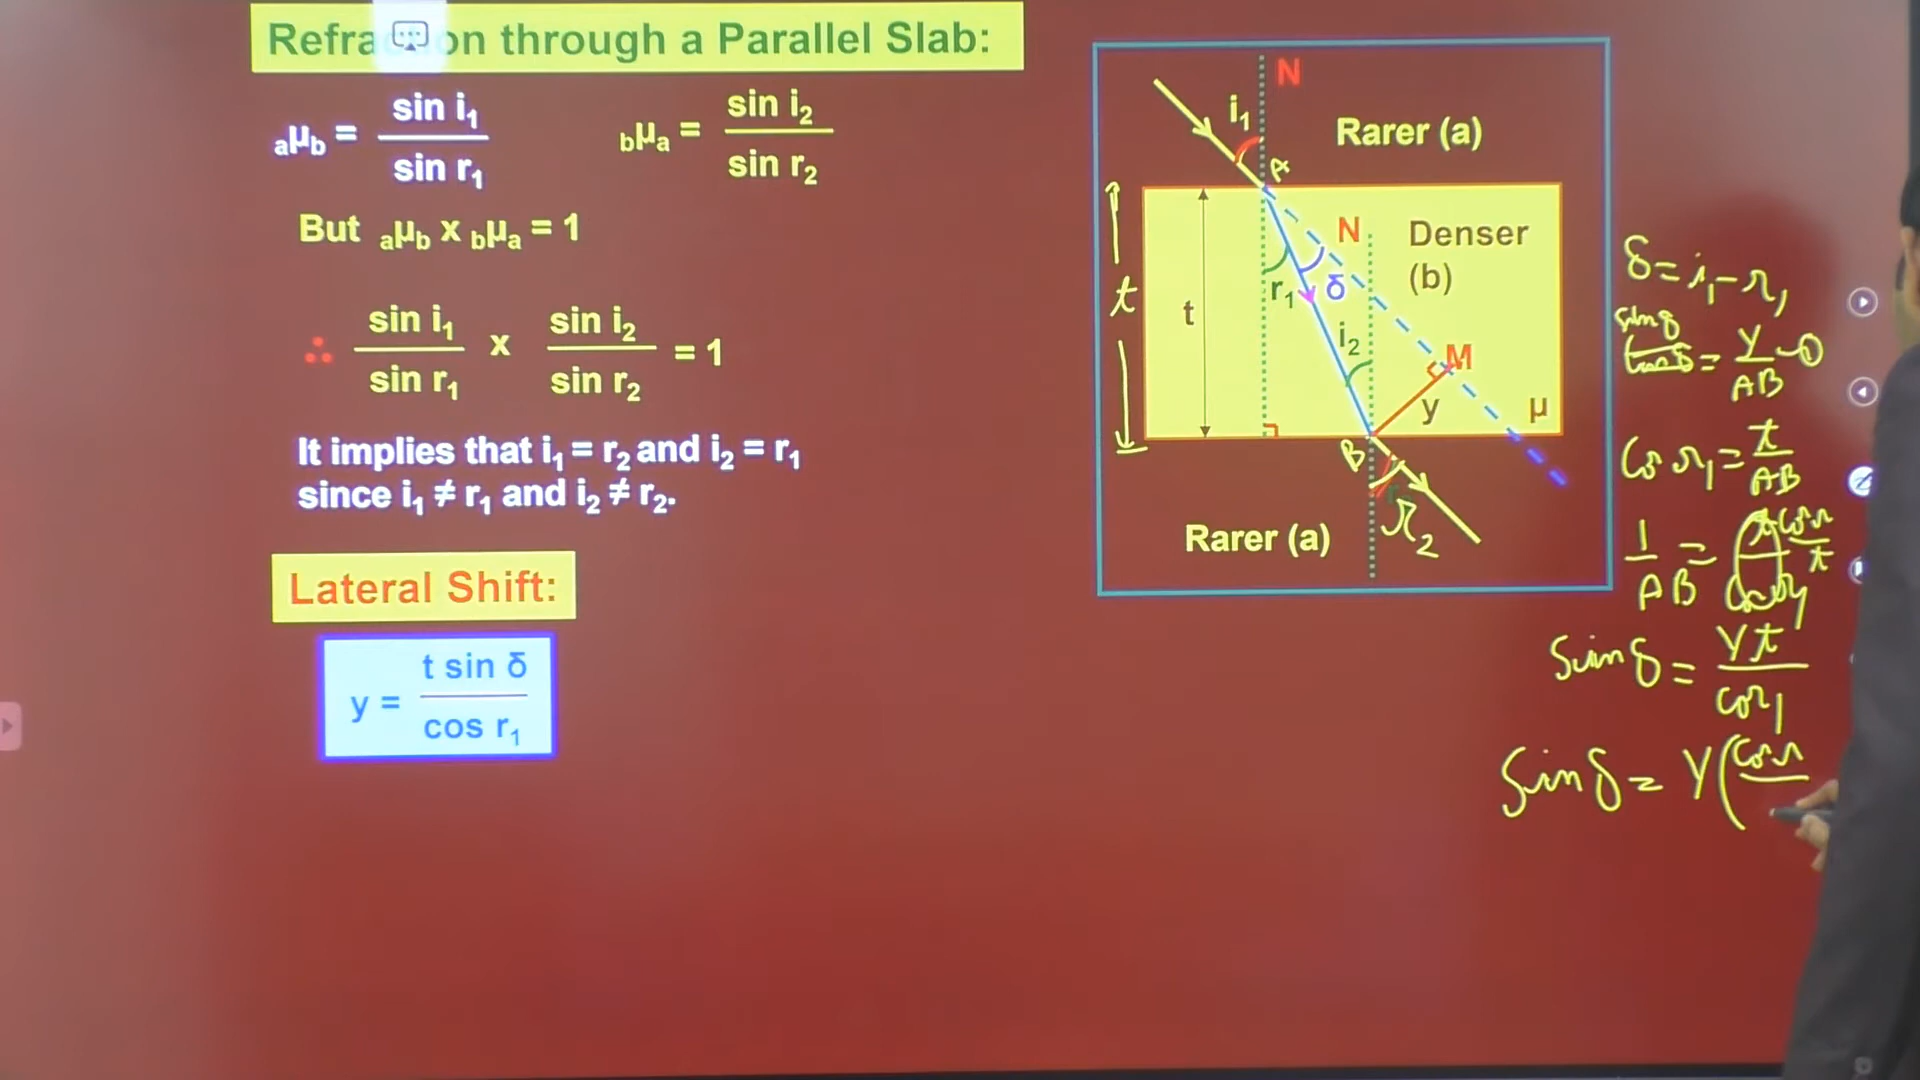 Refra on through a Parallel Slab:
aμb = sin i1 / sin r1
bμa = sin i2 / sin r2
But aμb x bμa = 1
∴ sin i1 / sin r1 x sin i2 / sin r2 = 1
It implies that i1 = r2 and i2 = r1
since i1 ≠ r1 and i2 ≠ r2.
Lateral Shift:
y = t sin δ / cos r1
N
i1
Rarer (a)
A
t
t
N
Denser
(b)
r1
δ
i2
M
y
μ
B
r2
Rarer (a)
δ = i1 - r1
sin δ
= y / AB
Cos r1 = t / AB
1 / AB =
cos r / t
Sin δ = Y t / cos r1
Sin δ = Y ( cos r